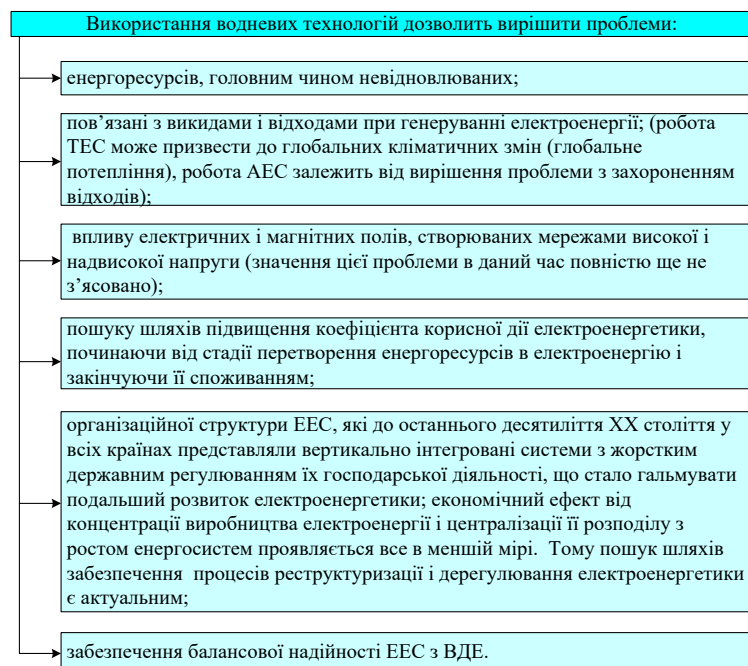 Використання водневих технологій дозволить вирішити проблеми:
енергоресурсів, головним чином невідновлюваних;
пов’язані з викидами і відходами при генеруванні електроенергії; (робота
ТЕС може призвести до глобальних кліматичних змін (глобальне
потепління), робота АЕС залежить від вирішення проблеми з захороненням
відходів);
впливу електричних і магнітних полів, створюваних мережами високої і
надвисокої напруги (значення цієї проблеми в даний час повністю ще не
з’ясовано);
пошуку шляхів підвищення коефіцієнта корисної дії електроенергетики,
починаючи від стадії перетворення енергоресурсів в електроенергію і
закінчуючи її споживанням;
організаційної структури ЕЕС, які до останнього десятиліття ХХ століття у
всіх країнах представляли вертикально інтегровані системи з жорстким
державним регулюванням їх господарської діяльності, що стало гальмувати
подальший розвиток електроенергетики; економічний ефект від
концентрації виробництва електроенергії і централізації її розподілу з
ростом енергосистем проявляється все в меншій мірі. Тому пошук шляхів
забезпечення процесів реструктуризації і дерегулювання електроенергетики
є актуальним;
забезпечення балансової надійності ЕЕС з ВДЕ.